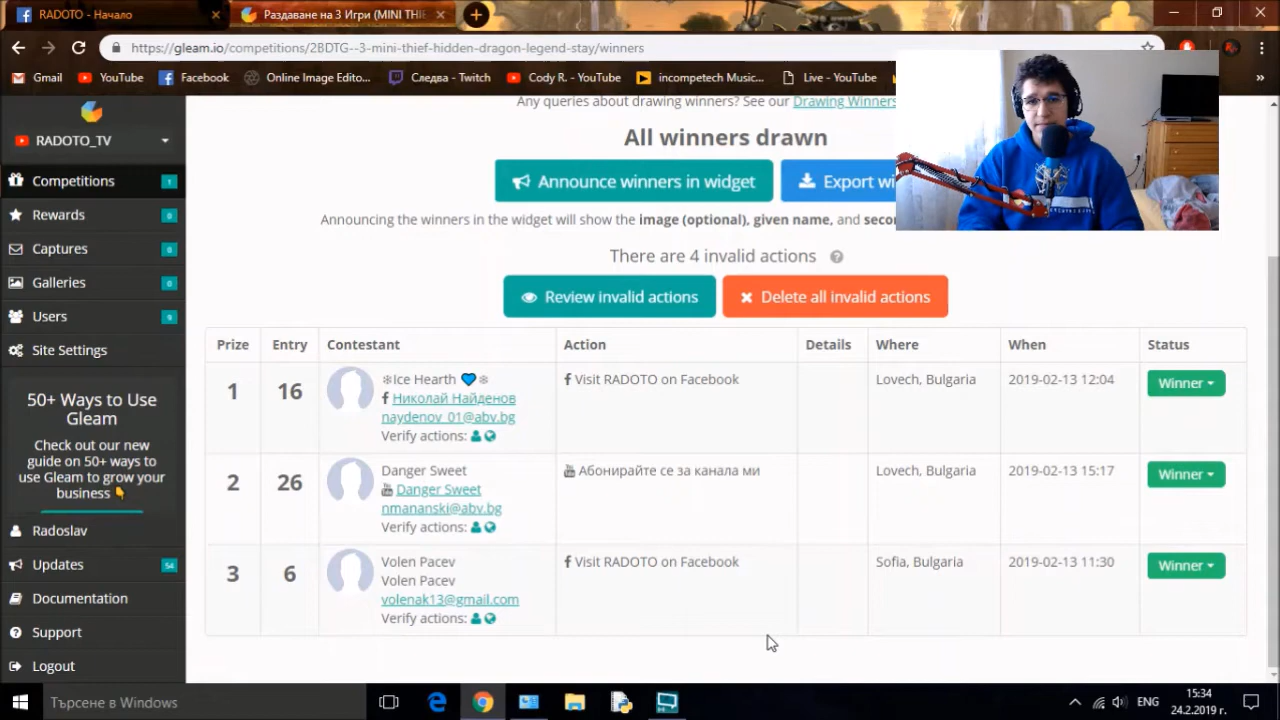 RADOTO - Начало
Раздаване на 3 Игри (MINI THIE
https://gleam.io/competitions/2BDTG--3-mini-thief-hidden-dragon-legend-stay/winners
Gmail YouTube Facebook Online Image Edito... Следва - Twitch Cody R. - YouTube incompetech Music... Live - YouTube »
RADOTO_TV
Competitions 1
Rewards 0
Captures 0
Galleries 0
Users 9
Site Settings
50+ Ways to Use
Gleam
Check out our new
guide on 50+ ways to
use Gleam to grow your
business 👇
Radoslav
Updates 54
Documentation
Support
Logout
Any queries about drawing winners? See our Drawing Winners
All winners drawn
Announce winners in widget
Export wi
Announcing the winners in the widget will show the image (optional), given name, and secon
There are 4 invalid actions
Review invalid actions
Delete all invalid actions
Prize Entry Contestant Action Details Where When Status
1 16 ❄Ice Hearth 💙❄ Visit RADOTO on Facebook Lovech, Bulgaria 2019-02-13 12:04 Winner
Николай Найденов
naydenov_01@abv.bg
Verify actions:
2 26 Danger Sweet Абонирайте се за канала ми Lovech, Bulgaria 2019-02-13 15:17 Winner
Danger Sweet
nmananski@abv.bg
Verify actions:
3 6 Volen Pacev Visit RADOTO on Facebook Sofia, Bulgaria 2019-02-13 11:30 Winner
Volen Pacev
volenak13@gmail.com
Verify actions:
Търсене в Windows
ENG
15:34
24.2.2019 г.